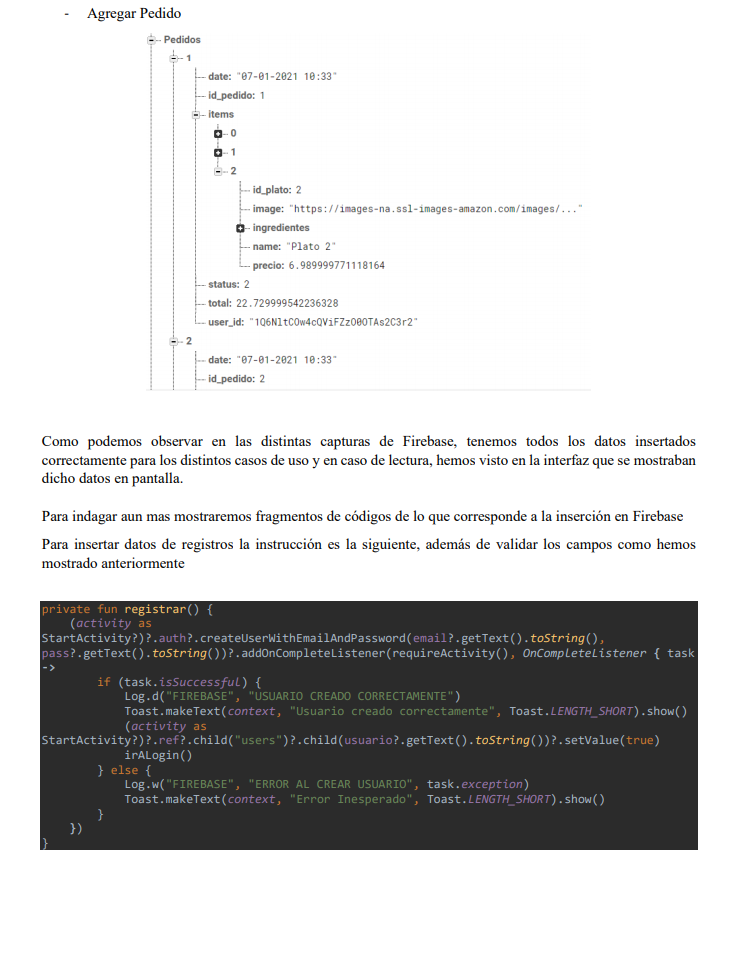 - Agregar Pedido
Pedidos
1
date: "07-01-2021 10:33"
id_pedido: 1
items
0
1
2
id_plato: 2
image: "https://images-na.ssl-images-amazon.com/images/..."
ingredientes
name: "Plato 2"
precio: 6.989999771118164
status: 2
total: 22.729999542236328
user_id: "1Q6NltCOw4cQViFZzO0OTAs2C3r2"
2
date: "07-01-2021 10:33"
id_pedido: 2
Como podemos observar en las distintas capturas de Firebase, tenemos todos los datos insertados
correctamente para los distintos casos de uso y en caso de lectura, hemos visto en la interfaz que se mostraban
dicho datos en pantalla.
Para indagar aun mas mostraremos fragmentos de códigos de lo que corresponde a la inserción en Firebase
Para insertar datos de registros la instrucción es la siguiente, además de validar los campos como hemos
mostrado anteriormente
private fun registrar() {
(activity as
StartActivity?)?.auth?.createUserWithEmailAndPassword(email?.getText().toString(),
pass?.getText().toString())?.addOnCompleteListener(requireActivity(), OnCompleteListener { task
->
if (task.isSuccessful) {
Log.d("FIREBASE", "USUARIO CREADO CORRECTAMENTE")
Toast.makeText(context, "Usuario creado correctamente", Toast.LENGTH_SHORT).show()
(activity as
StartActivity?)?.ref?.child("users")?.child(usuario?.getText().toString())?.setValue(true)
irALogin()
} else {
Log.w("FIREBASE", "ERROR AL CREAR USUARIO", task.exception)
Toast.makeText(context, "Error Inesperado", Toast.LENGTH_SHORT).show()
}
})
}